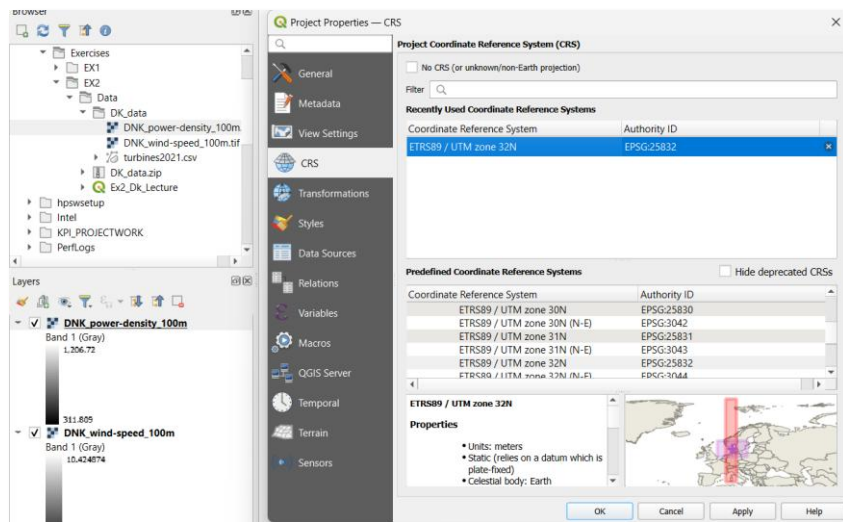 Browser
Exercises
EX1
EX2
Data
DK_data
DNK_power-density_100m.
DNK_wind-speed_100m.tif
turbines2021.csv
DK_data.zip
Ex2_Dk_Lecture
hpswsetup
Intel
KPI_PROJECTWORK
PerfLogs
Layers
DNK_power-density_100m
Band 1 (Gray)
1,206.72
311.809
DNK_wind-speed_100m
Band 1 (Gray)
10.424874
Project Properties — CRS
General
Metadata
View Settings
CRS
Transformations
Styles
Data Sources
Relations
Variables
Macros
QGIS Server
Temporal
Terrain
Sensors
Project Coordinate Reference System (CRS)
No CRS (or unknown/non-Earth projection)
Filter
Recently Used Coordinate Reference Systems
Coordinate Reference System Authority ID
ETRS89 / UTM zone 32N EPSG:25832
Predefined Coordinate Reference Systems Hide deprecated CRSs
Coordinate Reference System Authority ID
ETRS89 / UTM zone 30N EPSG:25830
ETRS89 / UTM zone 30N (N-E) EPSG:3042
ETRS89 / UTM zone 31N EPSG:25831
ETRS89 / UTM zone 31N (N-E) EPSG:3043
ETRS89 / UTM zone 32N EPSG:25832
ETRS89 / UTM zone 32N (N-E) EPSG:3044
ETRS89 / UTM zone 32N
Properties
• Units: meters
• Static (relies on a datum which is
plate-fixed)
• Celestial body: Earth
OK Cancel Apply Help